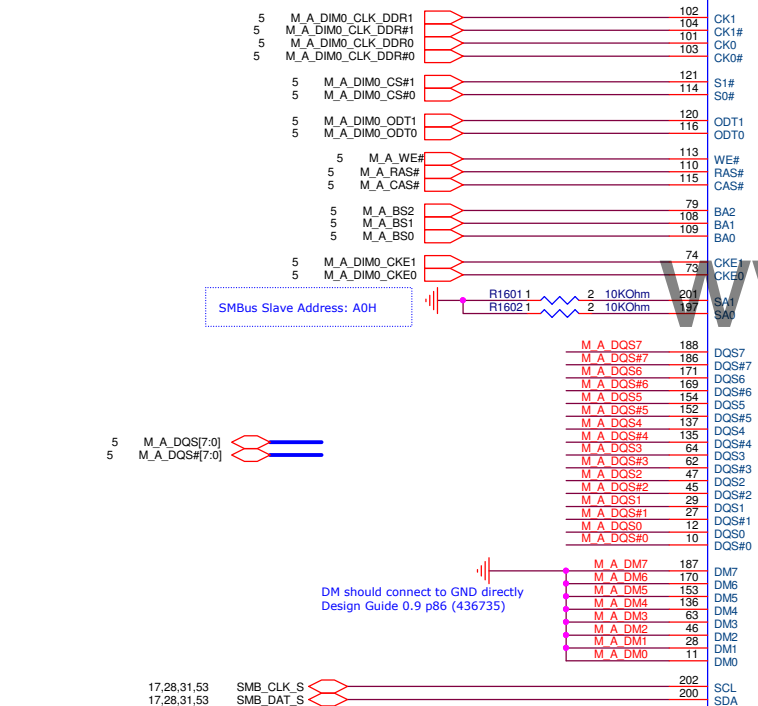 5 M_A_DIM0_CLK_DDR1 102 CK1
5 M_A_DIM0_CLK_DDR#1 104 CK1#
5 M_A_DIM0_CLK_DDR0 101 CK0
5 M_A_DIM0_CLK_DDR#0 103 CK0#
5 M_A_DIM0_CS#1 121 S1#
5 M_A_DIM0_CS#0 114 S0#
5 M_A_DIM0_ODT1 120 ODT1
5 M_A_DIM0_ODT0 116 ODT0
5 M_A_WE# 113 WE#
5 M_A_RAS# 110 RAS#
5 M_A_CAS# 115 CAS#
5 M_A_BS2 79 BA2
5 M_A_BS1 108 BA1
5 M_A_BS0 109 BA0
5 M_A_DIM0_CKE1 74 CKE1
5 M_A_DIM0_CKE0 73 CKE0
R1601 1 2 10KOhm 201 SA1
SMBus Slave Address: A0H
R1602 1 2 10KOhm 197 SA0
M_A_DQS7 188 DQS7
M_A_DQS#7 186 DQS#7
M_A_DQS6 171 DQS6
M_A_DQS#6 169 DQS#6
M_A_DQS5 154 DQS5
M_A_DQS#5 152 DQS#5
M_A_DQS4 137 DQS4
M_A_DQS#4 135 DQS#4
5 M_A_DQS[7:0]
M_A_DQS3 64 DQS3
5 M_A_DQS#[7:0]
M_A_DQS#3 62 DQS#3
M_A_DQS2 47 DQS2
M_A_DQS#2 45 DQS#2
M_A_DQS1 29 DQS1
M_A_DQS#1 27 DQS#1
M_A_DQS0 12 DQS0
M_A_DQS#0 10 DQS#0
M_A_DM7 187 DM7
M_A_DM6 170 DM6
DM should connect to GND directly
M_A_DM5 153 DM5
Design Guide 0.9 p86 (436735)
M_A_DM4 136 DM4
M_A_DM3 63 DM3
M_A_DM2 46 DM2
M_A_DM1 28 DM1
M_A_DM0 11 DM0
17,28,31,53 SMB_CLK_S 202 SCL
17,28,31,53 SMB_DAT_S 200 SDA